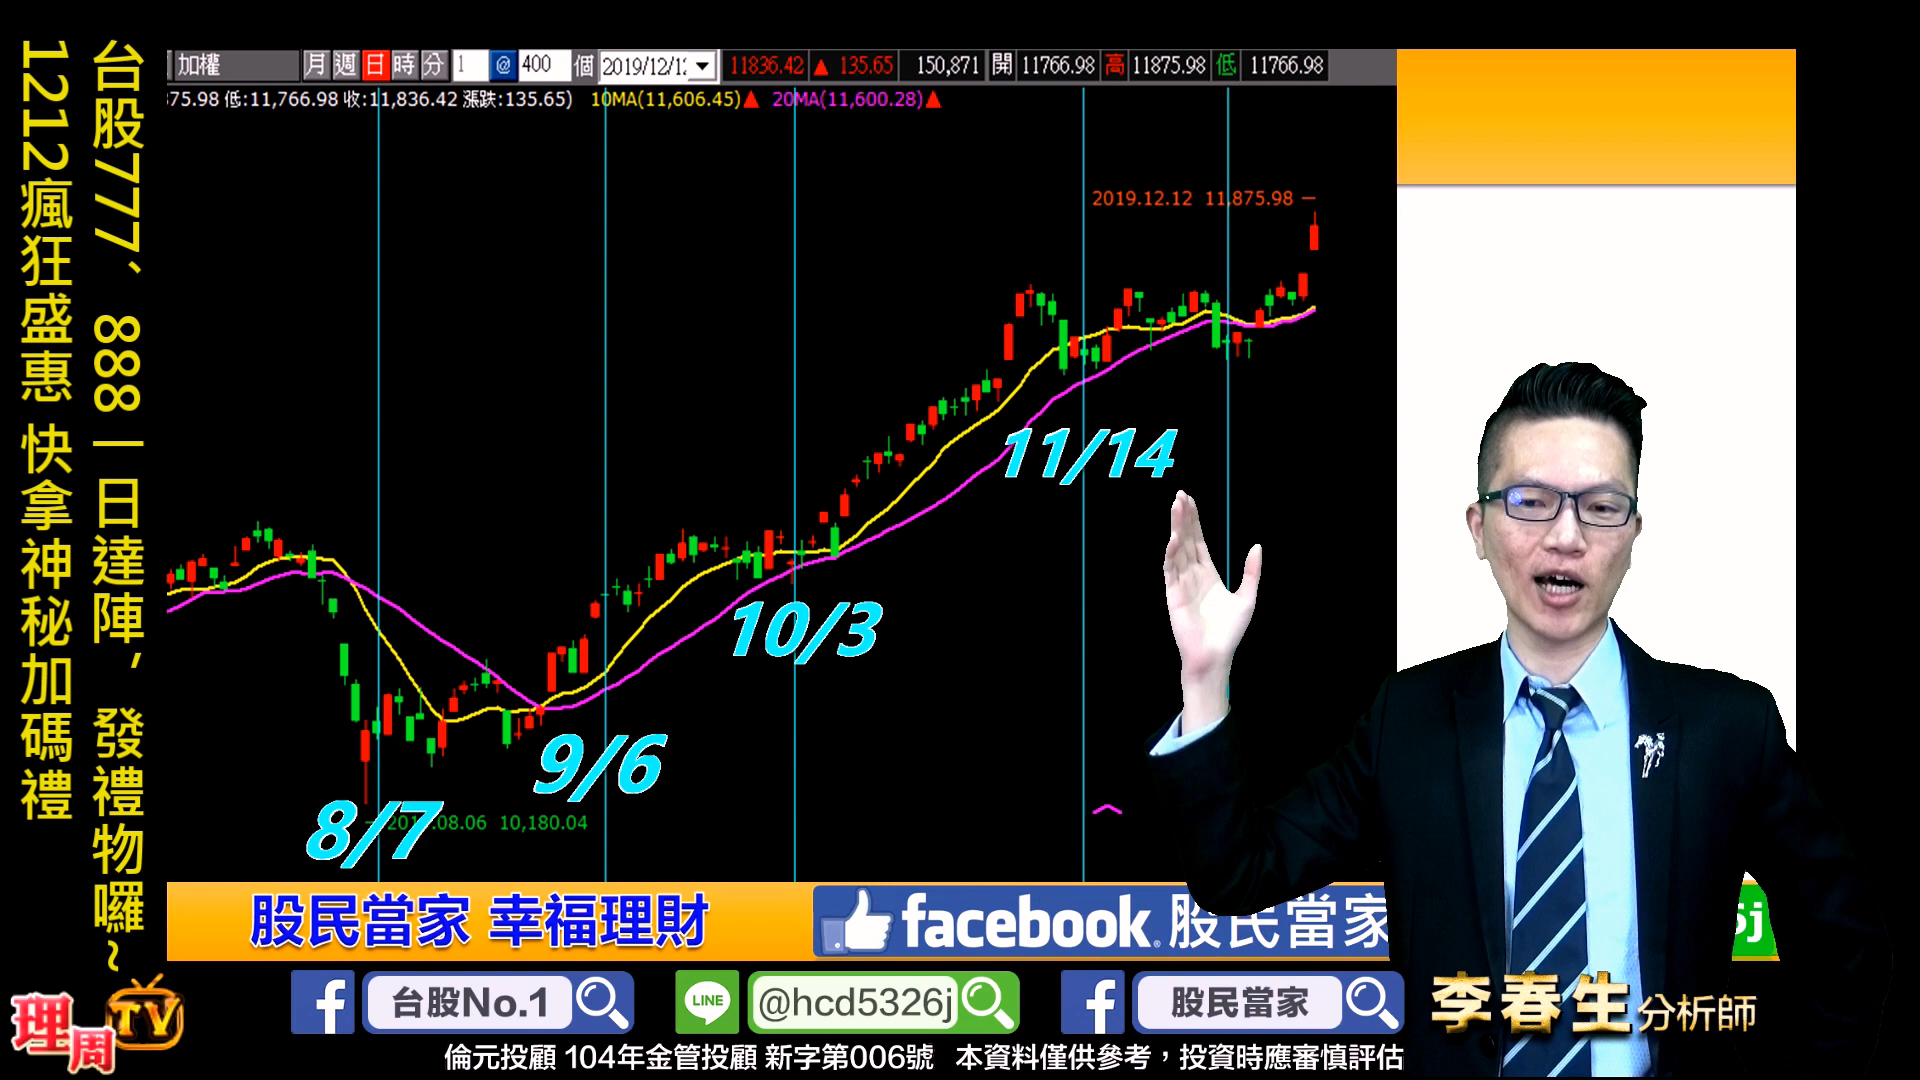 台股777、888一日達陣，發禮物囉~
1212瘋狂盛惠 快拿神秘加碼禮
加權 月 週 日 時 分 1 @ 400 個 2019/12/12 11836.42 ▲ 135.65 150,871 開 11766.98 高 11875.98 低 11766.98
75.98 低:11,766.98 收:11,836.42 漲跌:135.65) 10MA(11,606.45)▲ 20MA(11,600.28)▲
2019.12.12 11,875.98
11/14
10/3
9/6
8/7
.08.06 10,180.04
股民當家 幸福理財
facebook 股民當家
5j
理周TV
f 台股No.1
LINE @hcd5326j
f 股民當家
李春生分析師
倫元投顧 104年金管投顧 新字第006號 本資料僅供參考，投資時應審慎評估